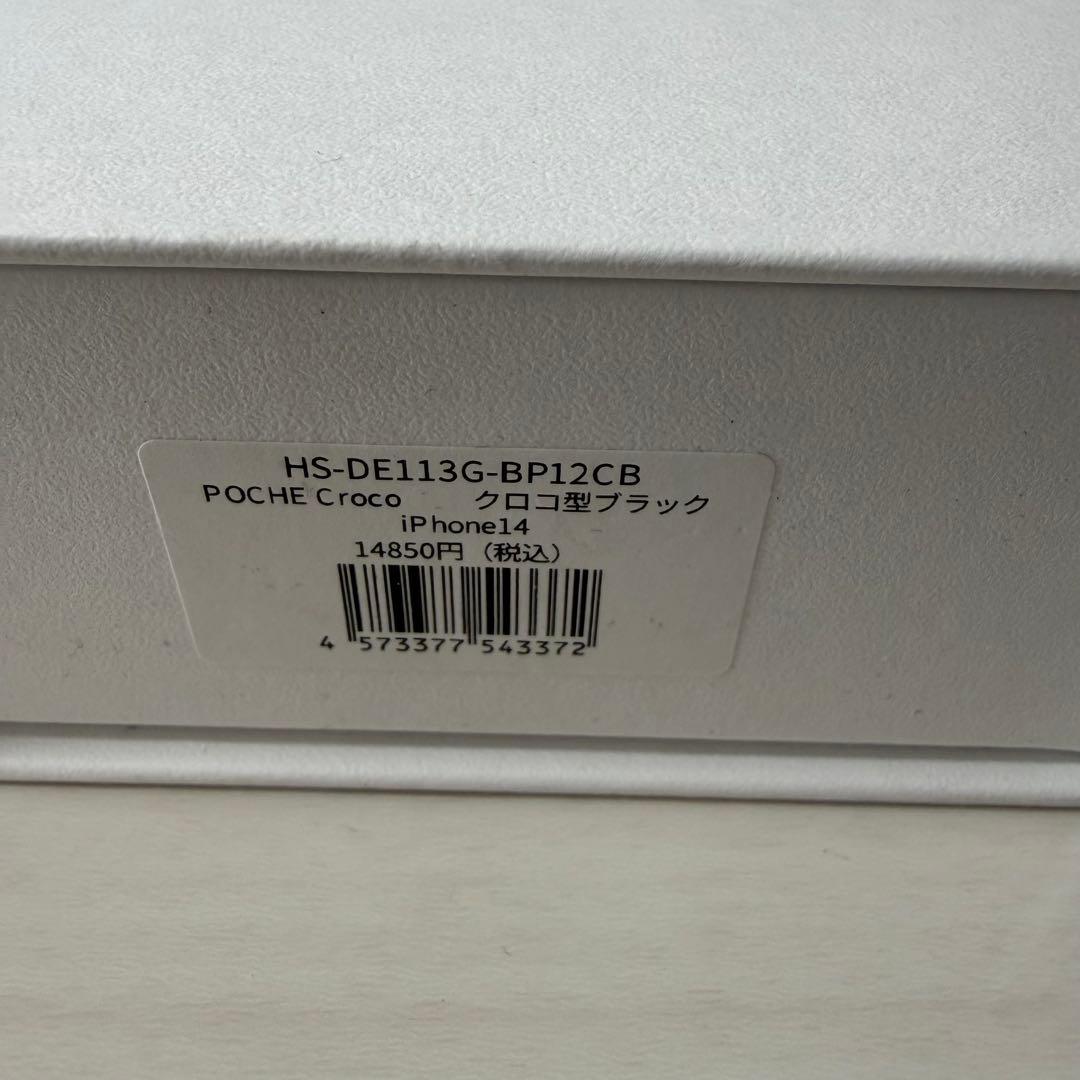 HS-DE113G-BP12CB
POCHE Croco クロコ型ブラック
iPhone14
14850円（税込）
4 573377 543372